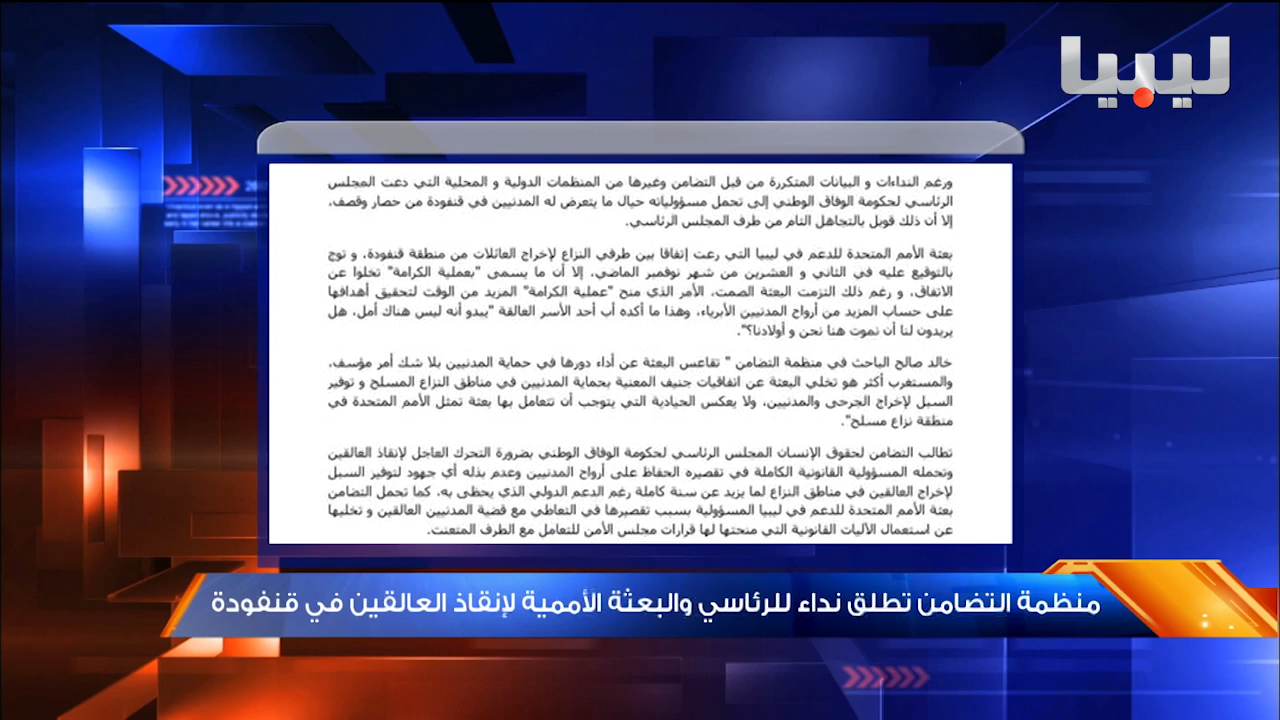 ليبيا
ورغم النداءات و البيانات المتكررة من قبل التضامن وغيرها من المنظمات الدولية و المحلية التي دعت المجلس
الرئاسي لحكومة الوفاق الوطني إلى تحمل مسؤولياته حيال ما يتعرض له المدنيين في قنفودة من حصار وقصف،
إلا أن ذلك قوبل بالتجاهل التام من طرف المجلس الرئاسي.
بعثة الأمم المتحدة للدعم في ليبيا التي رعت إتفاقا بين طرفي النزاع لإخراج العائلات من منطقة قنفودة، و توج
بالتوقيع عليه في الثاني و العشرين من شهر نوفمبر الماضي، إلا أن ما يسمى "بعملية الكرامة" تخلوا عن
الاتفاق، و رغم ذلك التزمت البعثة الصمت، الأمر الذي منح "عملية الكرامة" المزيد من الوقت لتحقيق أهدافها
على حساب المزيد من أرواح المدنيين الأبرياء، وهذا ما أكده أب أحد الأسر العالقة "يبدو أنه ليس هناك أمل، هل
يريدون لنا أن نموت هنا نحن و أولادنا؟".
خالد صالح الباحث في منظمة التضامن " تقاعس البعثة عن أداء دورها في حماية المدنيين بلا شك أمر مؤسف،
والمستغرب أكثر هو تخلي البعثة عن اتفاقيات جنيف المعنية بحماية المدنيين في مناطق النزاع المسلح و توفير
السبل لإخراج الجرحى والمدنيين، ولا يعكس الحيادية التي يتوجب أن تتعامل بها بعثة تمثل الأمم المتحدة في
منطقة نزاع مسلح".
تطالب التضامن لحقوق الإنسان المجلس الرئاسي لحكومة الوفاق الوطني بضرورة التحرك العاجل لإنقاذ العالقين
وتحمله المسؤولية القانونية الكاملة في تقصيره الحفاظ على أرواح المدنيين وعدم بذله أي جهود لتوفير السبل
لإخراج العالقين في مناطق النزاع لما يزيد عن سنة كاملة رغم الدعم الدولي الذي يحظى به، كما تحمل التضامن
بعثة الأمم المتحدة للدعم في ليبيا المسؤولية بسبب تقصيرها في التعاطي مع قضية المدنيين العالقين و تخليها
عن استعمال الآليات القانونية التي منحتها لها قرارات مجلس الأمن للتعامل مع الطرف المتعنت.
منظمة التضامن تطلق نداء للرئاسي والبعثة الأممية لإنقاذ العالقين في قنفودة